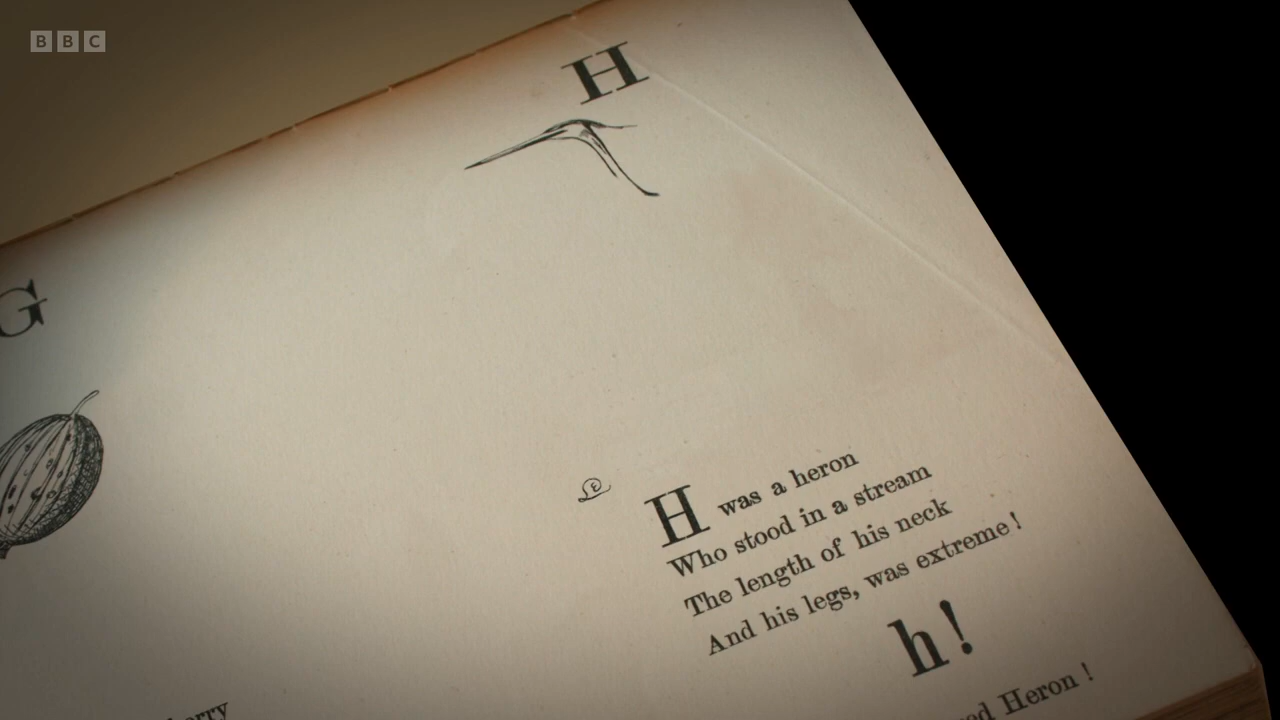 BBC
G
H
H was a heron
Who stood in a stream
The length of his neck
And his legs, was extreme!
h!
Heron!